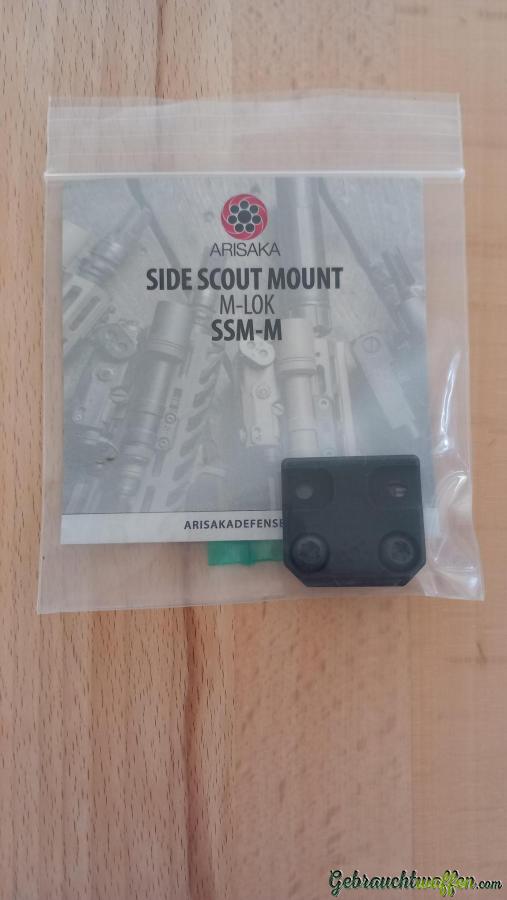 ARISAKA
SIDE SCOUT MOUNT
M-LOK
SSM-M
ARISAKADEFENSE
Gebrauchtwaffen.com